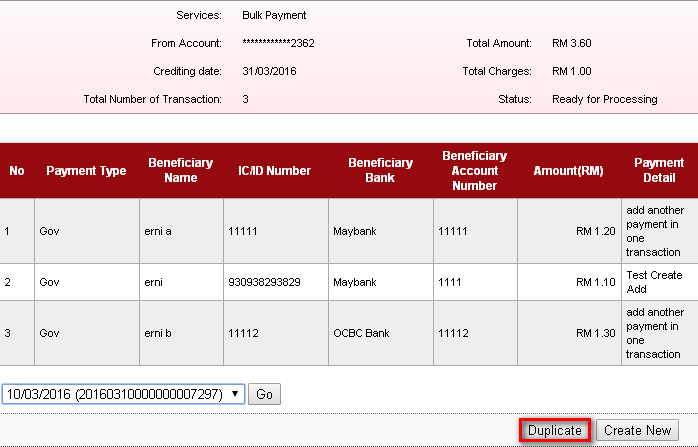 Services: Bulk Payment
From Account: ************2362 Total Amount: RM 3.60
Crediting date: 31/03/2016 Total Charges: RM 1.00
Total Number of Transaction: 3 Status: Ready for Processing
No Payment Type Beneficiary Name IC/ID Number Beneficiary Bank Beneficiary Account Number Amount(RM) Payment Detail
1 Gov erni a 11111 Maybank 11111 RM 1.20 add another payment in one transaction
2 Gov erni 930938293829 Maybank 1111 RM 1.10 Test Create Add
3 Gov erni b 11112 OCBC Bank 11112 RM 1.30 add another payment in one transaction
10/03/2016 (20160310000000007297) Go
Duplicate Create New